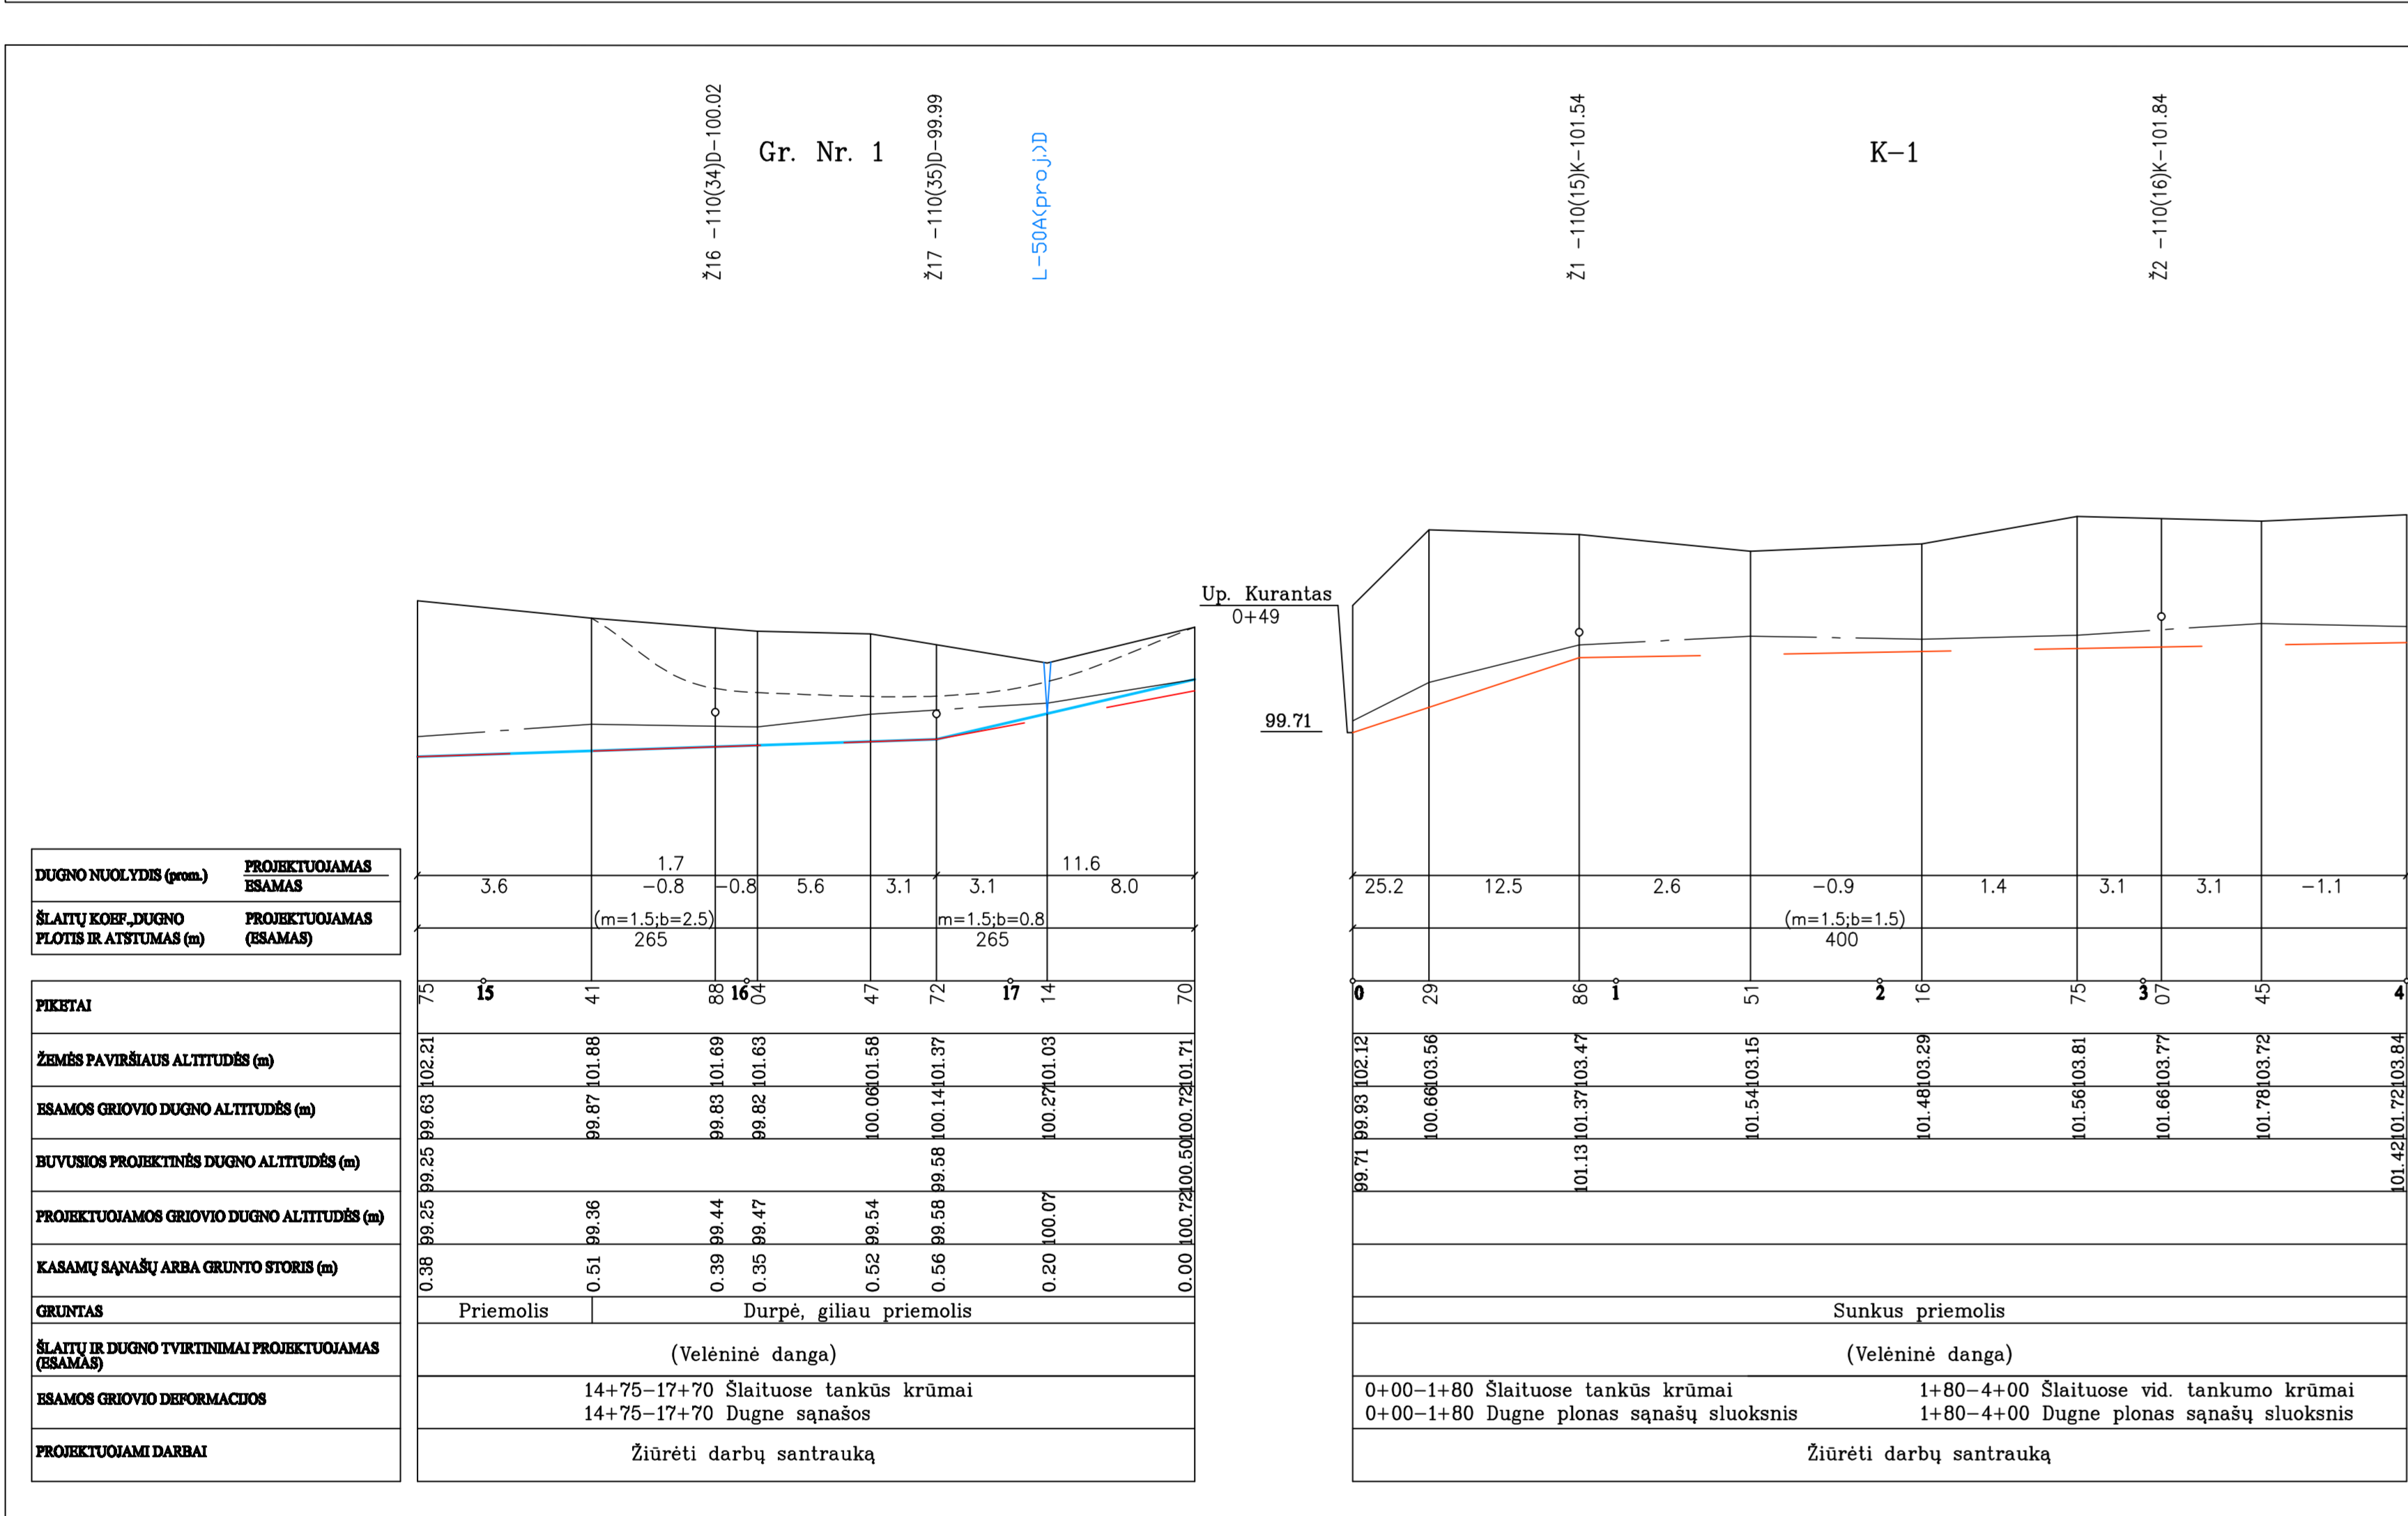 Ž16 -110(34)D-100.02
Gr. Nr. 1
Ž17 -110(35)D-99.99
L-50A(proj.)D
Ž1 -110(15)K-101.54
K-1
Ž2 -110(16)K-101.84
Up. Kurantas
0+49
99.71
DUGNO NUOLYDIS (prom.) PROJEKTUOJAMAS
ESAMAS
1.7 11.6
3.6 -0.8 -0.8 5.6 3.1 3.1 8.0
25.2 12.5 2.6 -0.9 1.4 3.1 3.1 -1.1
ŠLAITŲ KOEF.,DUGNO PROJEKTUOJAMAS
PLOTIS IR ATSTUMAS (m) (ESAMAS)
(m=1.5;b=2.5) m=1.5;b=0.8 (m=1.5;b=1.5)
265 265 400
PIKETAI
75 15 41 88 16 04 47 72 17 14 70
0 29 86 1 51 2 16 75 3 07 45 4
ŽEMĖS PAVIRŠIAUS ALTITUDĖS (m)
102.21 101.88 101.69 101.63 101.58 101.37 101.03 101.71
102.12 103.56 103.47 103.15 103.29 103.81 103.77 103.72 103.84
ESAMOS GRIOVIO DUGNO ALTITUDĖS (m)
99.63 99.87 99.83 99.82 100.06 100.14 100.27 100.72
99.93 100.66 101.37 101.54 101.48 101.56 101.66 101.78 101.72
BUVUSIOS PROJEKTINĖS DUGNO ALTITUDĖS (m)
99.25 99.58 100.50
99.71 101.13 101.42
PROJEKTUOJAMOS GRIOVIO DUGNO ALTITUDĖS (m)
99.25 99.36 99.44 99.47 99.54 99.58 100.07 100.72
KASAMŲ SĄNAŠŲ ARBA GRUNTO STORIS (m)
0.38 0.51 0.39 0.35 0.52 0.56 0.20 0.00
GRUNTAS
Priemolis Durpė, giliau priemolis Sunkus priemolis
ŠLAITŲ IR DUGNO TVIRTINIMAI PROJEKTUOJAMAS
(ESAMAS)
(Velėninė danga) (Velėninė danga)
ESAMOS GRIOVIO DEFORMACIJOS
14+75-17+70 Šlaituose tankūs krūmai
14+75-17+70 Dugne sąnašos
0+00-1+80 Šlaituose tankūs krūmai
0+00-1+80 Dugne plonas sąnašų sluoksnis
1+80-4+00 Šlaituose vid. tankumo krūmai
1+80-4+00 Dugne plonas sąnašų sluoksnis
PROJEKTUOJAMI DARBAI
Žiūrėti darbų santrauką Žiūrėti darbų santrauką